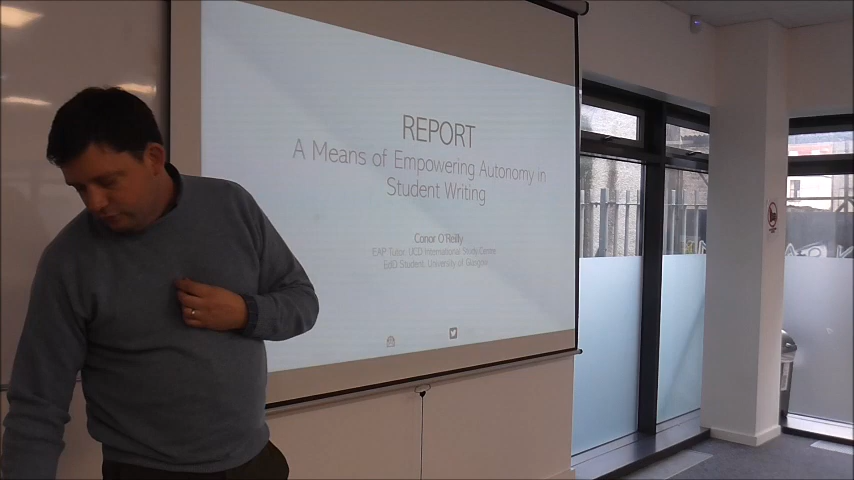 REPORT
A Means of Empowering Autonomy in
Student Writing
Conor O'Reilly
EAP Tutor, UCD International Study Centre
EdD Student, University of Glasgow